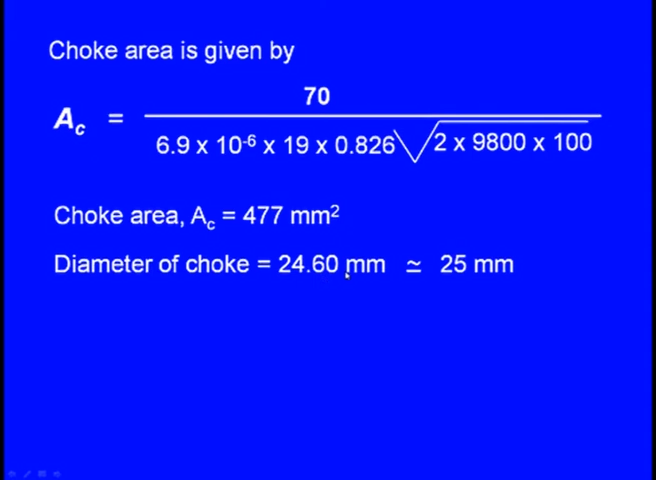 Choke area is given by
A_c = 70 / 6.9 x 10⁻⁶ x 19 x 0.826√2 x 9800 x 100
Choke area, A_c = 477 mm²
Diameter of choke = 24.60 mm ≃ 25 mm